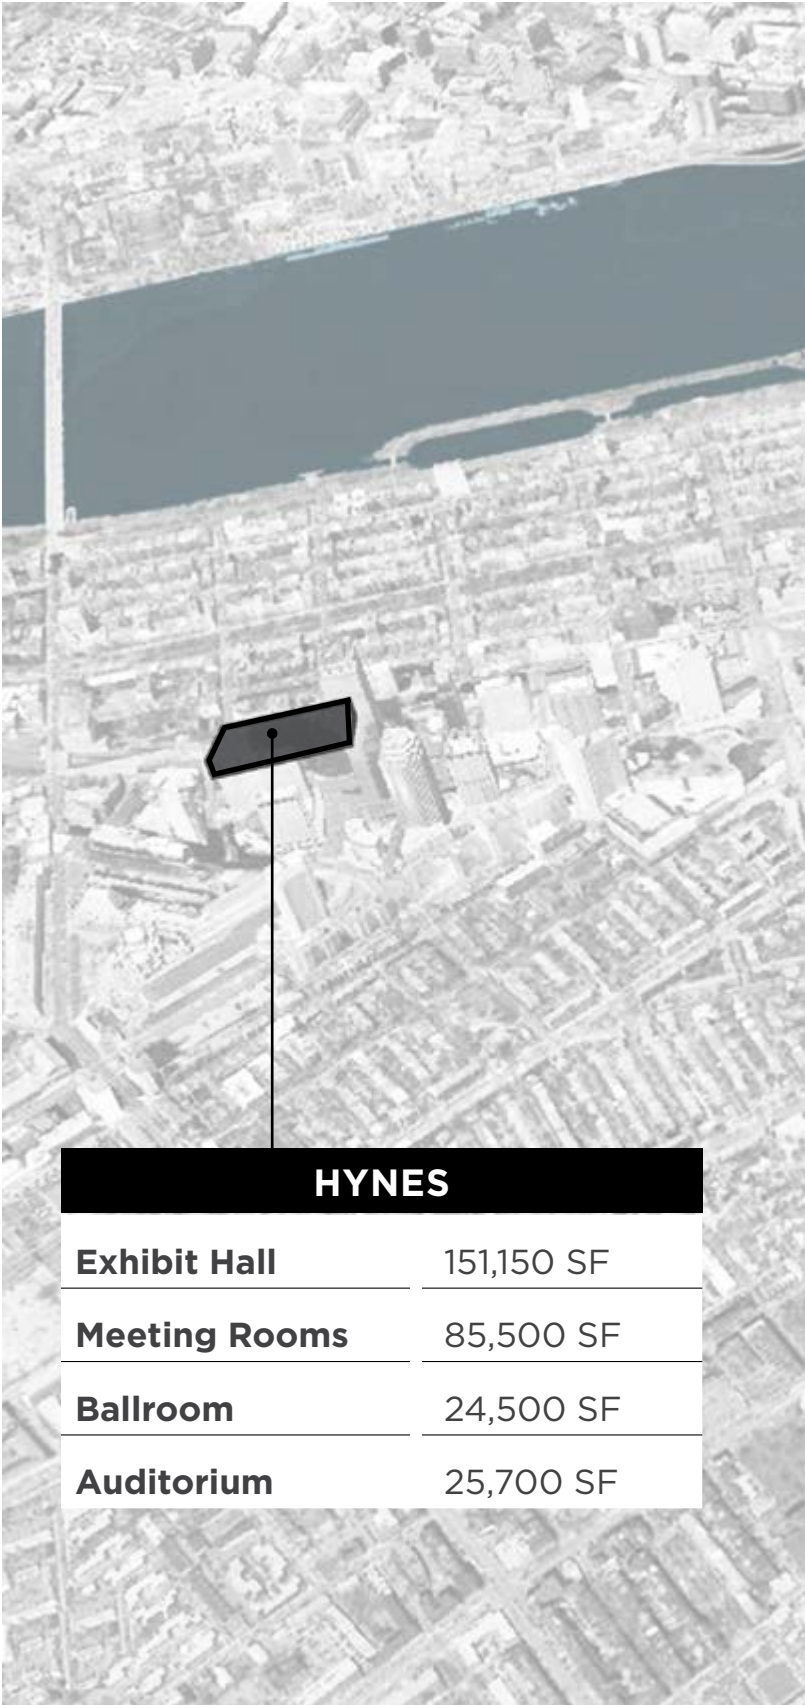 HYNES
Exhibit Hall 151,150 SF
Meeting Rooms 85,500 SF
Ballroom 24,500 SF
Auditorium 25,700 SF